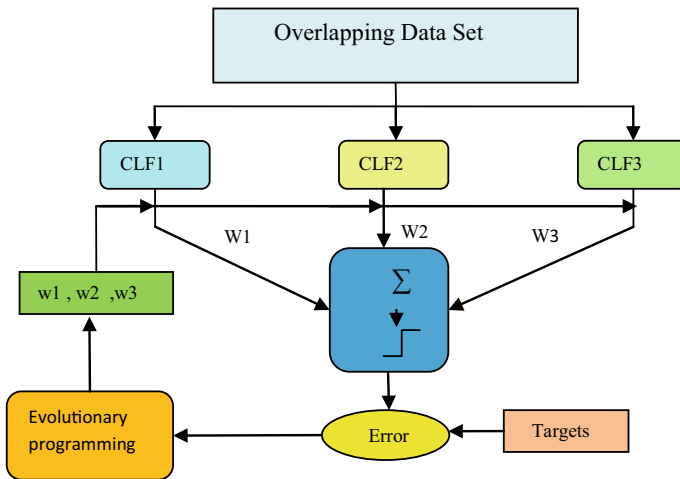 Overlapping Data Set
CLF1
CLF2
CLF3
W1
W2
W3
w1 , w2 ,w3
Σ
Evolutionary
programming
Error
Targets